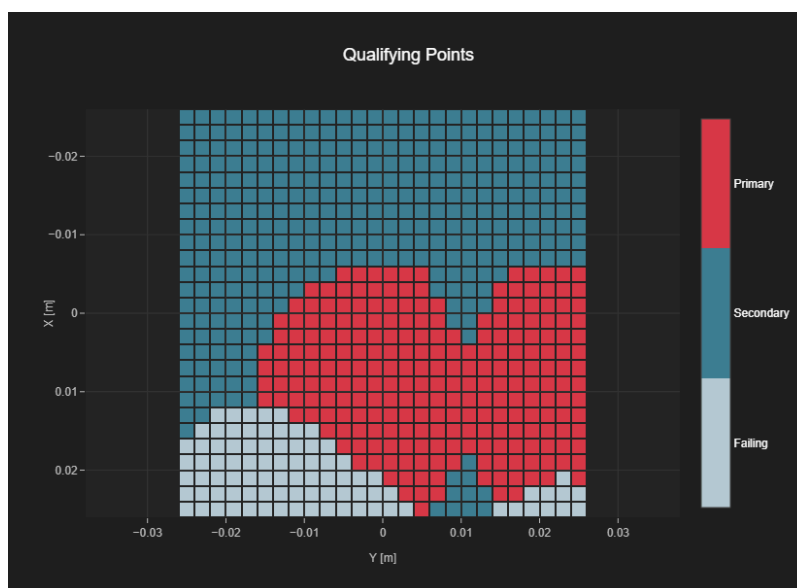 Qualifying Points
−0.02
−0.01
0
0.01
0.02
X [m]
−0.03
−0.02
−0.01
0
0.01
0.02
0.03
Y [m]
Primary
Secondary
Failing